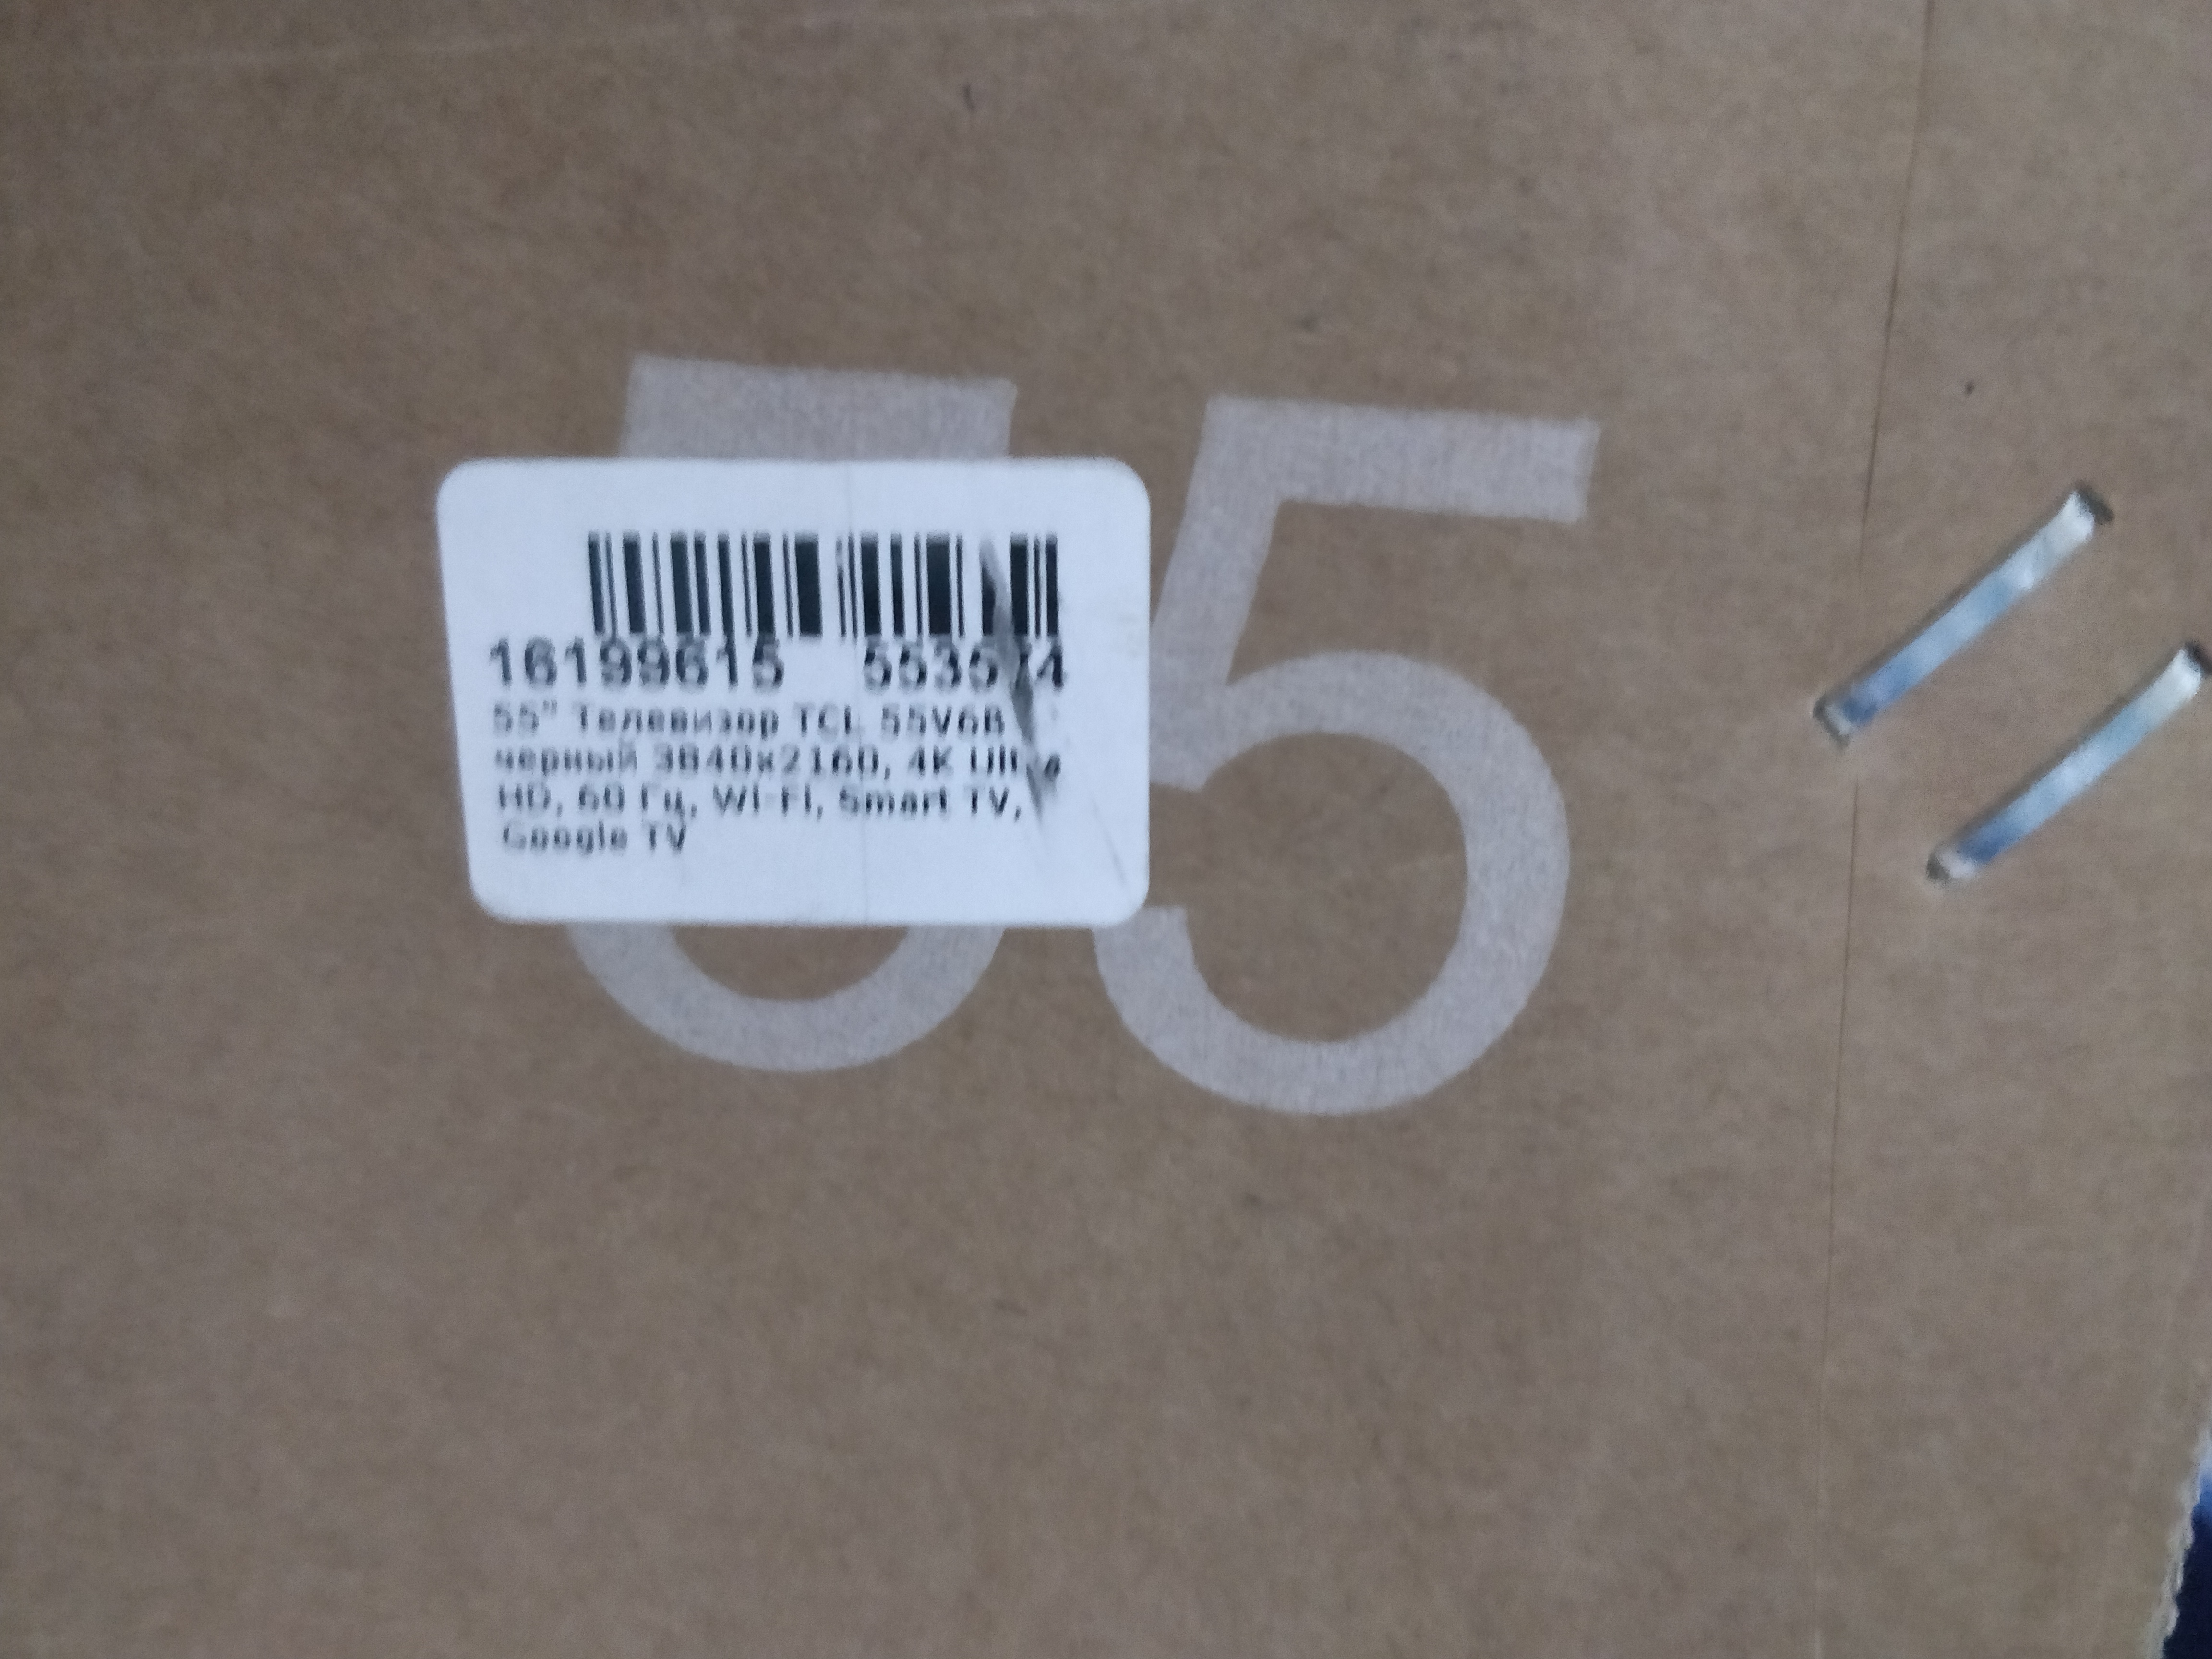 16199615 553574
55" Телевизор TCL 55V6B
черный 3840x2160, 4K Ultra
HD, 60 Гц, Wi-Fi, Smart TV,
Google TV
55